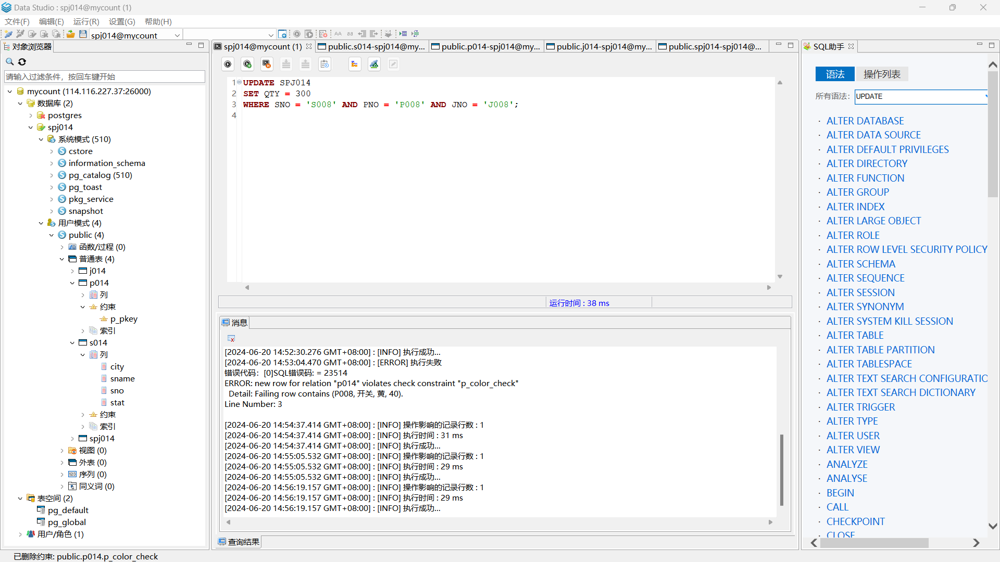 Data Studio : spj014@mycount (1)
文件(F) 编辑(E) 运行(R) 设置(G) 帮助(H)
spj014@mycount
对象浏览器
请输入过滤条件，按回车键开始
mycount (114.116.227.37:26000)
数据库 (2)
postgres
spj014
系统模式 (510)
cstore
information_schema
pg_catalog (510)
pg_toast
pkg_service
snapshot
用户模式 (4)
public (4)
函数/过程 (0)
普通表 (4)
j014
p014
列
约束
p_pkey
索引
s014
列
city
sname
sno
stat
约束
索引
spj014
视图 (0)
外表 (0)
序列 (0)
同义词 (0)
表空间 (2)
pg_default
pg_global
用户/角色 (1)
spj014@mycount (1) public.s014-spj014@my... public.p014-spj014@my... public.j014-spj014@my... public.spj014-spj014@...
1 UPDATE SPJ014
2 SET QTY = 300
3 WHERE SNO = 'S008' AND PNO = 'P008' AND JNO = 'J008';
4
运行时间 : 38 ms
消息
[2024-06-20 14:52:30.276 GMT+08:00] : [INFO] 执行成功...
[2024-06-20 14:53:04.470 GMT+08:00] : [ERROR] 执行失败
错误代码：[0]SQL错误码: = 23514
ERROR: new row for relation "p014" violates check constraint "p_color_check"
Detail: Failing row contains (P008, 开关, 黄, 40).
Line Number: 3
[2024-06-20 14:54:37.414 GMT+08:00] : [INFO] 操作影响的记录行数 : 1
[2024-06-20 14:54:37.414 GMT+08:00] : [INFO] 执行时间 : 31 ms
[2024-06-20 14:54:37.414 GMT+08:00] : [INFO] 执行成功...
[2024-06-20 14:55:05.532 GMT+08:00] : [INFO] 操作影响的记录行数 : 1
[2024-06-20 14:55:05.532 GMT+08:00] : [INFO] 执行时间 : 29 ms
[2024-06-20 14:55:05.532 GMT+08:00] : [INFO] 执行成功...
[2024-06-20 14:56:19.157 GMT+08:00] : [INFO] 操作影响的记录行数 : 1
[2024-06-20 14:56:19.157 GMT+08:00] : [INFO] 执行时间 : 29 ms
[2024-06-20 14:56:19.157 GMT+08:00] : [INFO] 执行成功...
查询结果
SQL助手
语法 操作列表
所有语法: UPDATE
· ALTER DATABASE
· ALTER DATA SOURCE
· ALTER DEFAULT PRIVILEGES
· ALTER DIRECTORY
· ALTER FUNCTION
· ALTER GROUP
· ALTER INDEX
· ALTER LARGE OBJECT
· ALTER ROLE
· ALTER ROW LEVEL SECURITY POLICY
· ALTER SCHEMA
· ALTER SEQUENCE
· ALTER SESSION
· ALTER SYNONYM
· ALTER SYSTEM KILL SESSION
· ALTER TABLE
· ALTER TABLE PARTITION
· ALTER TABLESPACE
· ALTER TEXT SEARCH CONFIGURATIO
· ALTER TEXT SEARCH DICTIONARY
· ALTER TRIGGER
· ALTER TYPE
· ALTER USER
· ALTER VIEW
· ANALYZE
· ANALYSE
· BEGIN
· CALL
· CHECKPOINT
· CLOSE
已删除约束: public.p014.p_color_check